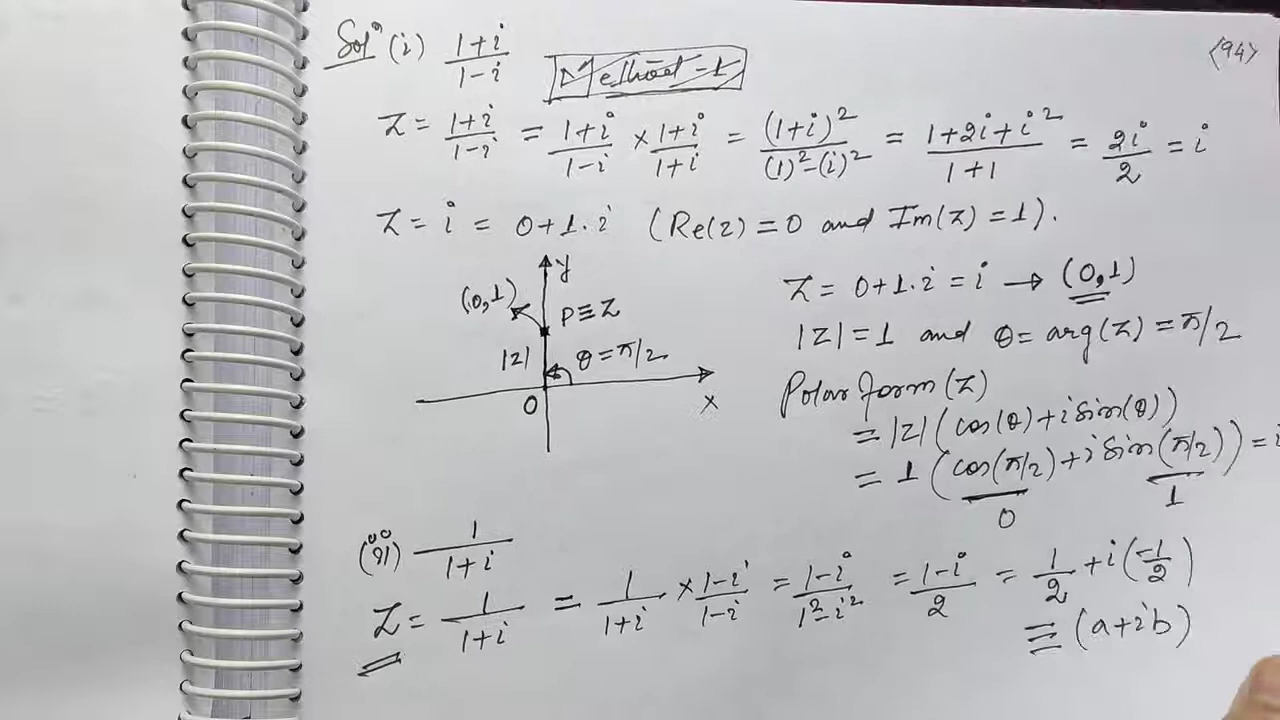 <94>
Solⁿ (i) 1+i/1-i Method-1
Z = 1+i/1-i = 1+i/1-i × 1+i/1+i = (1+i)²/(1)²-(i)² = 1+2i+i²/1+1 = 2i/2 = i
Z = i = 0+1.i (Re(z)=0 and Im(z)=1).
y
(0,1)
P≡Z
|z|
θ=π/2
O
X
Z = 0+1.i = i → (0,1)
|Z|=1 and θ=arg(z)=π/2
Polar form (z)
= |z|(cos(θ)+i sin(θ))
= 1(cos(π/2)+i sin(π/2)) = i
0 1
(ii) 1/1+i
Z = 1/1+i = 1/1+i × 1-i/1-i = 1-i/1²-i² = 1-i/2 = 1/2 + i(-1/2)
≡ (a+ib)